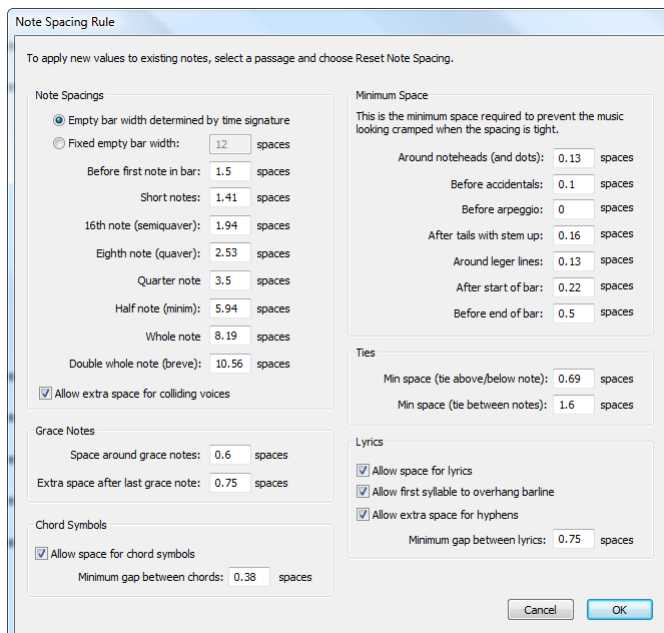 Note Spacing Rule
To apply new values to existing notes, select a passage and choose Reset Note Spacing.
Note Spacings
Empty bar width determined by time signature
Fixed empty bar width: 12 spaces
Before first note in bar: 1.5 spaces
Short notes: 1.41 spaces
16th note (semiquaver): 1.94 spaces
Eighth note (quaver): 2.53 spaces
Quarter note 3.5 spaces
Half note (minim): 5.94 spaces
Whole note 8.19 spaces
Double whole note (breve): 10.56 spaces
Allow extra space for colliding voices
Grace Notes
Space around grace notes: 0.6 spaces
Extra space after last grace note: 0.75 spaces
Chord Symbols
Allow space for chord symbols
Minimum gap between chords: 0.38 spaces
Minimum Space
This is the minimum space required to prevent the music
looking cramped when the spacing is tight.
Around noteheads (and dots): 0.13 spaces
Before accidentals: 0.1 spaces
Before arpeggio: 0 spaces
After tails with stem up: 0.16 spaces
Around leger lines: 0.13 spaces
After start of bar: 0.22 spaces
Before end of bar: 0.5 spaces
Ties
Min space (tie above/below note): 0.69 spaces
Min space (tie between notes): 1.6 spaces
Lyrics
Allow space for lyrics
Allow first syllable to overhang barline
Allow extra space for hyphens
Minimum gap between lyrics: 0.75 spaces
Cancel OK